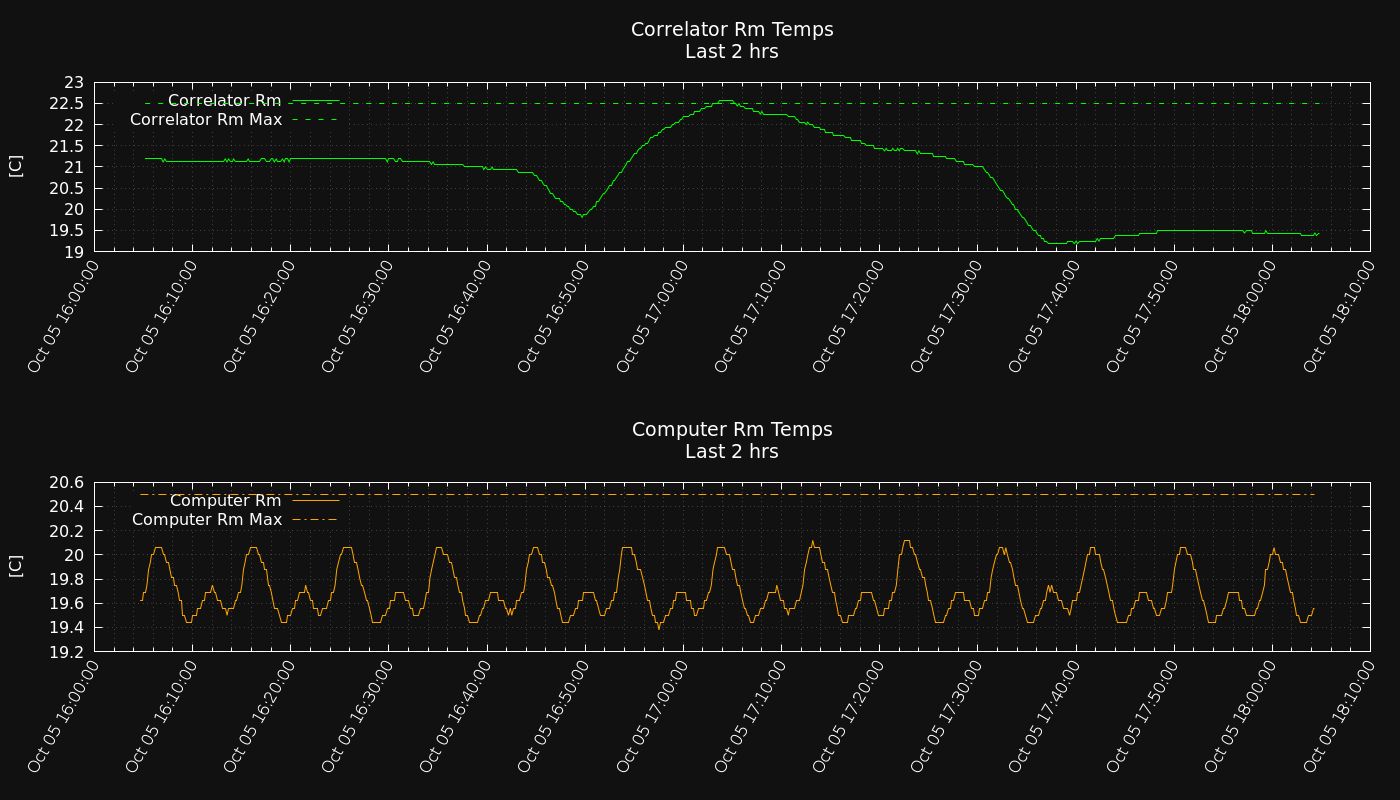 Correlator Rm Temps
Last 2 hrs
[C]
23
22.5
22
21.5
21
20.5
20
19.5
19
Correlator Rm
Correlator Rm Max
Oct 05 16:00:00
Oct 05 16:10:00
Oct 05 16:20:00
Oct 05 16:30:00
Oct 05 16:40:00
Oct 05 16:50:00
Oct 05 17:00:00
Oct 05 17:10:00
Oct 05 17:20:00
Oct 05 17:30:00
Oct 05 17:40:00
Oct 05 17:50:00
Oct 05 18:00:00
Oct 05 18:10:00
Computer Rm Temps
Last 2 hrs
[C]
20.6
20.4
20.2
20
19.8
19.6
19.4
19.2
Computer Rm
Computer Rm Max
Oct 05 16:00:00
Oct 05 16:10:00
Oct 05 16:20:00
Oct 05 16:30:00
Oct 05 16:40:00
Oct 05 16:50:00
Oct 05 17:00:00
Oct 05 17:10:00
Oct 05 17:20:00
Oct 05 17:30:00
Oct 05 17:40:00
Oct 05 17:50:00
Oct 05 18:00:00
Oct 05 18:10:00